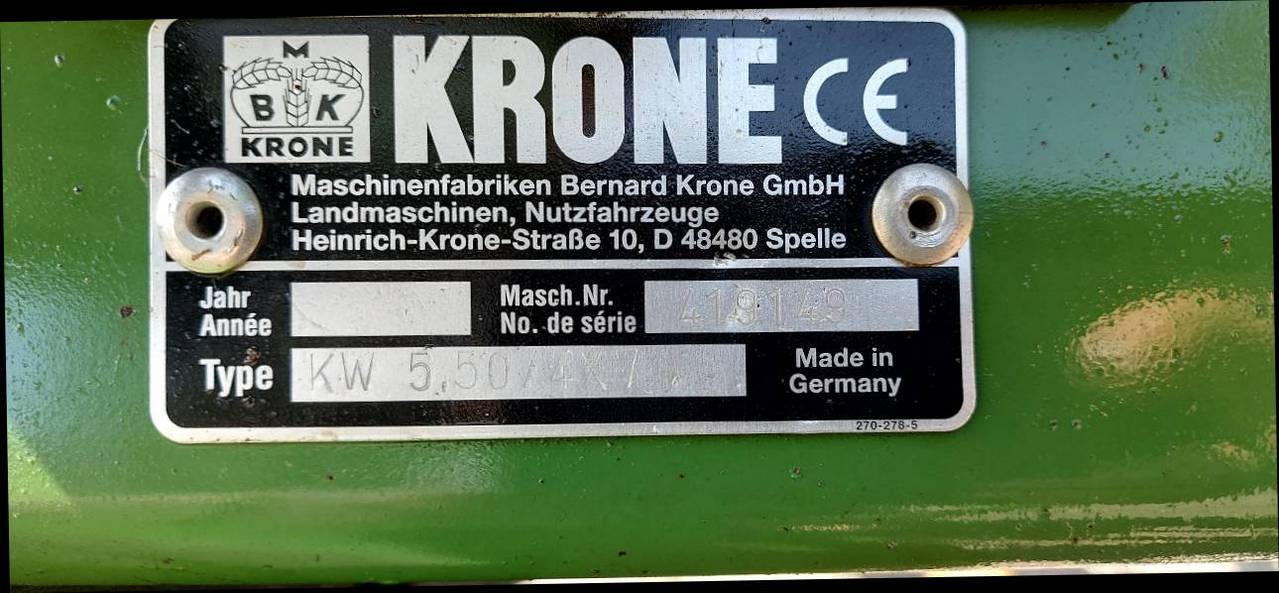 M
B K
KRONE
KRONE CE
Maschinenfabriken Bernard Krone GmbH
Landmaschinen, Nutzfahrzeuge
Heinrich-Krone-Straße 10, D 48480 Spelle
Jahr
Année
Masch.Nr. 419149
No. de série
Type KW 5,50/4X7
Made in
Germany
270-278-5